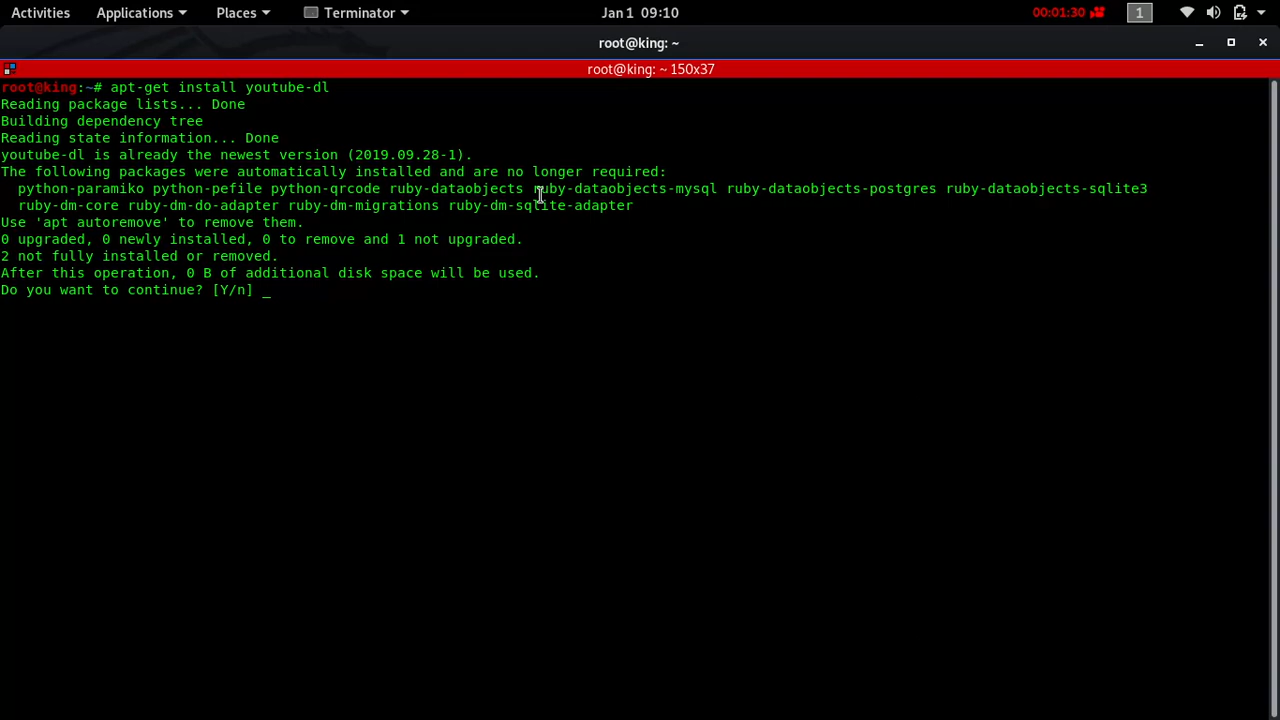 Activities Applications Places Terminator Jan 1 09:10 00:01:30 1
root@king: ~
root@king: ~ 150x37
root@king:~# apt-get install youtube-dl
Reading package lists... Done
Building dependency tree
Reading state information... Done
youtube-dl is already the newest version (2019.09.28-1).
The following packages were automatically installed and are no longer required:
  python-paramiko python-pefile python-qrcode ruby-dataobjects ruby-dataobjects-mysql ruby-dataobjects-postgres ruby-dataobjects-sqlite3
  ruby-dm-core ruby-dm-do-adapter ruby-dm-migrations ruby-dm-sqlite-adapter
Use 'apt autoremove' to remove them.
0 upgraded, 0 newly installed, 0 to remove and 1 not upgraded.
2 not fully installed or removed.
After this operation, 0 B of additional disk space will be used.
Do you want to continue? [Y/n] _